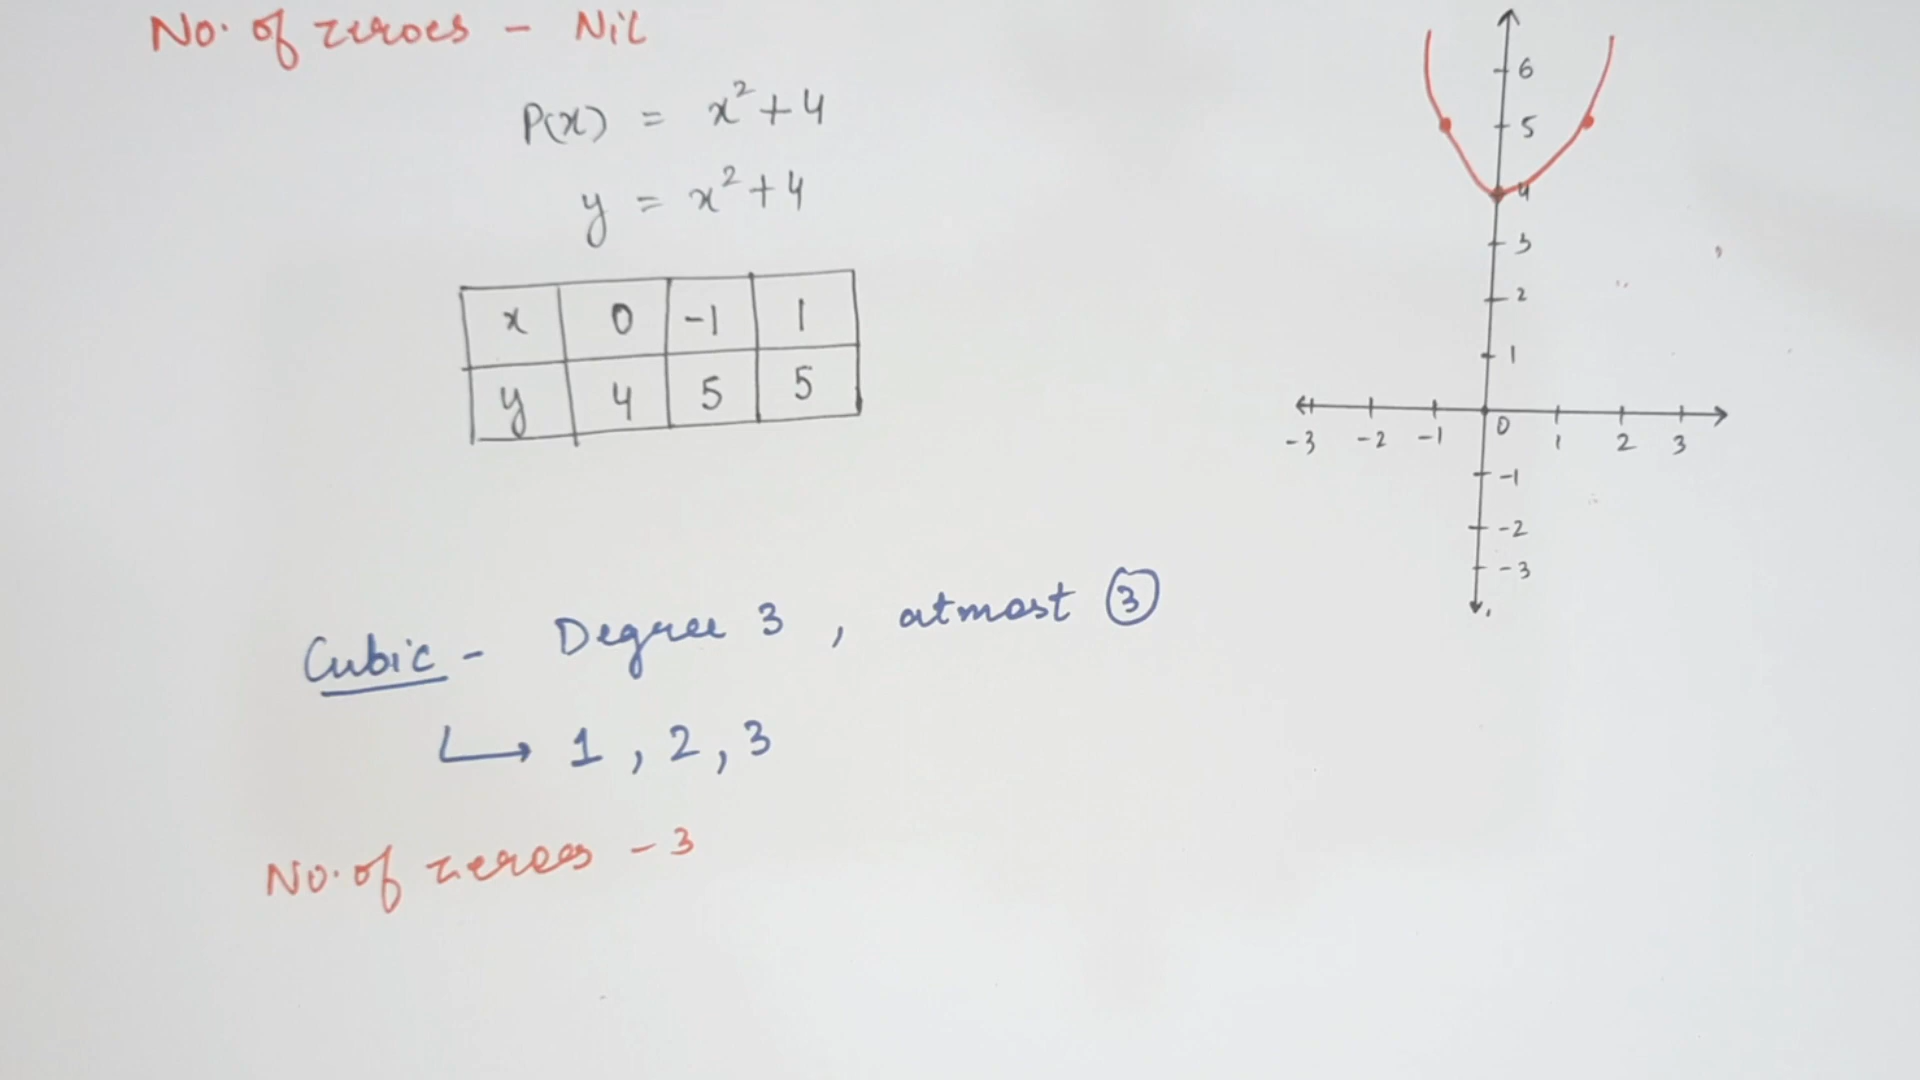 No. of zeroes - Nil
P(x) = x²+4
y = x²+4
x 0 -1 1
y 4 5 5
6
5
4
3
2
1
-3 -2 -1 0 1 2 3
-1
-2
-3
Cubic - Degree 3 , atmost 3
1 , 2 , 3
No. of zeroes - 3